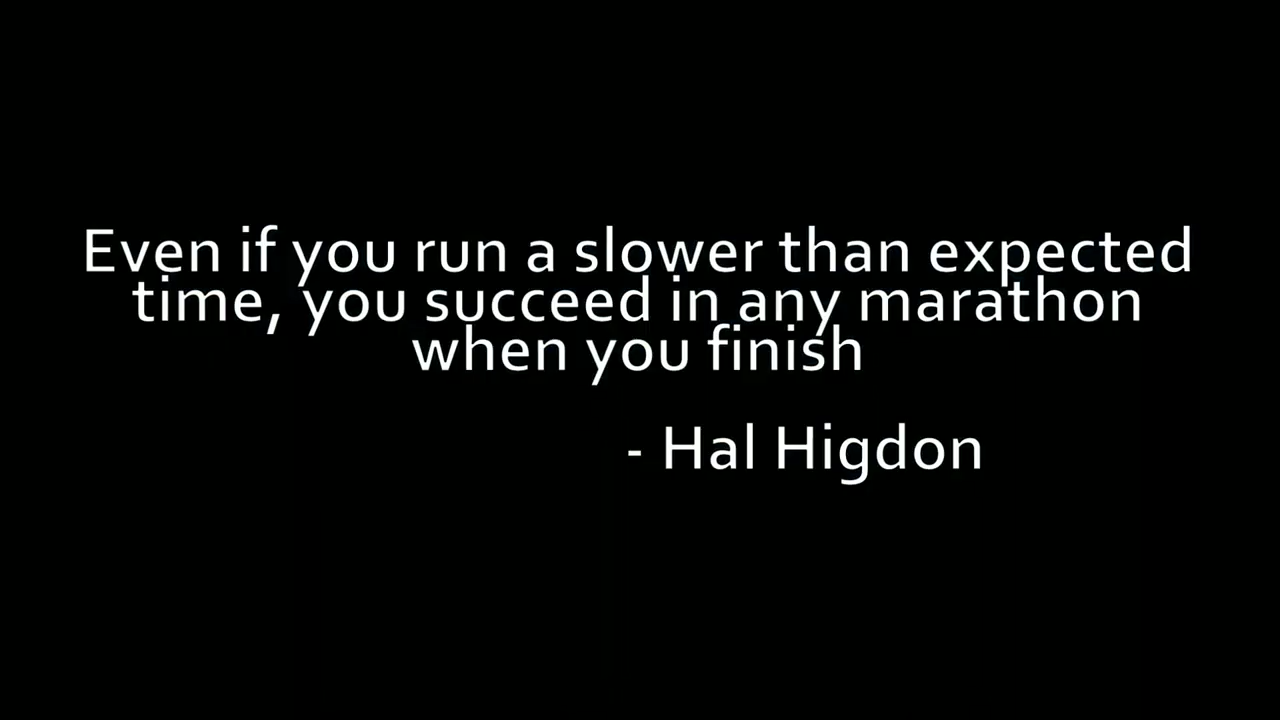 Even if you run a slower than expected
time, you succeed in any marathon
when you finish
- Hal Higdon